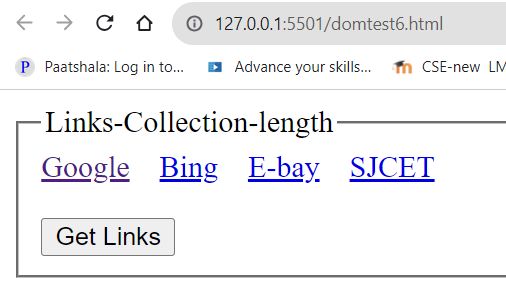 127.0.0.1:5501/domtest6.html
P Paatshala: Log in to... Advance your skills... CSE-new LM
Links-Collection-length
Google Bing E-bay SJCET
Get Links